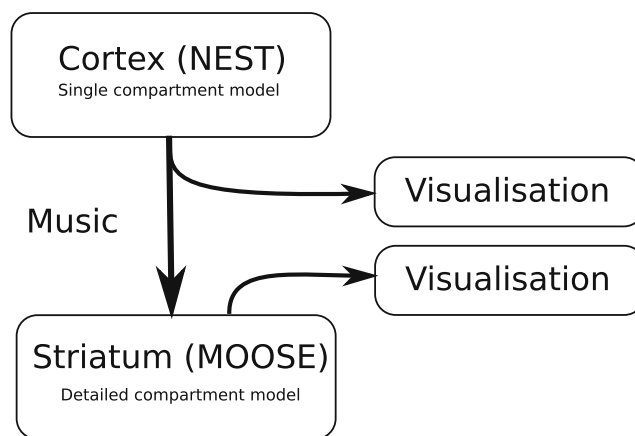 Cortex (NEST)
Single compartment model
Visualisation
Music
Visualisation
Striatum (MOOSE)
Detailed compartment model